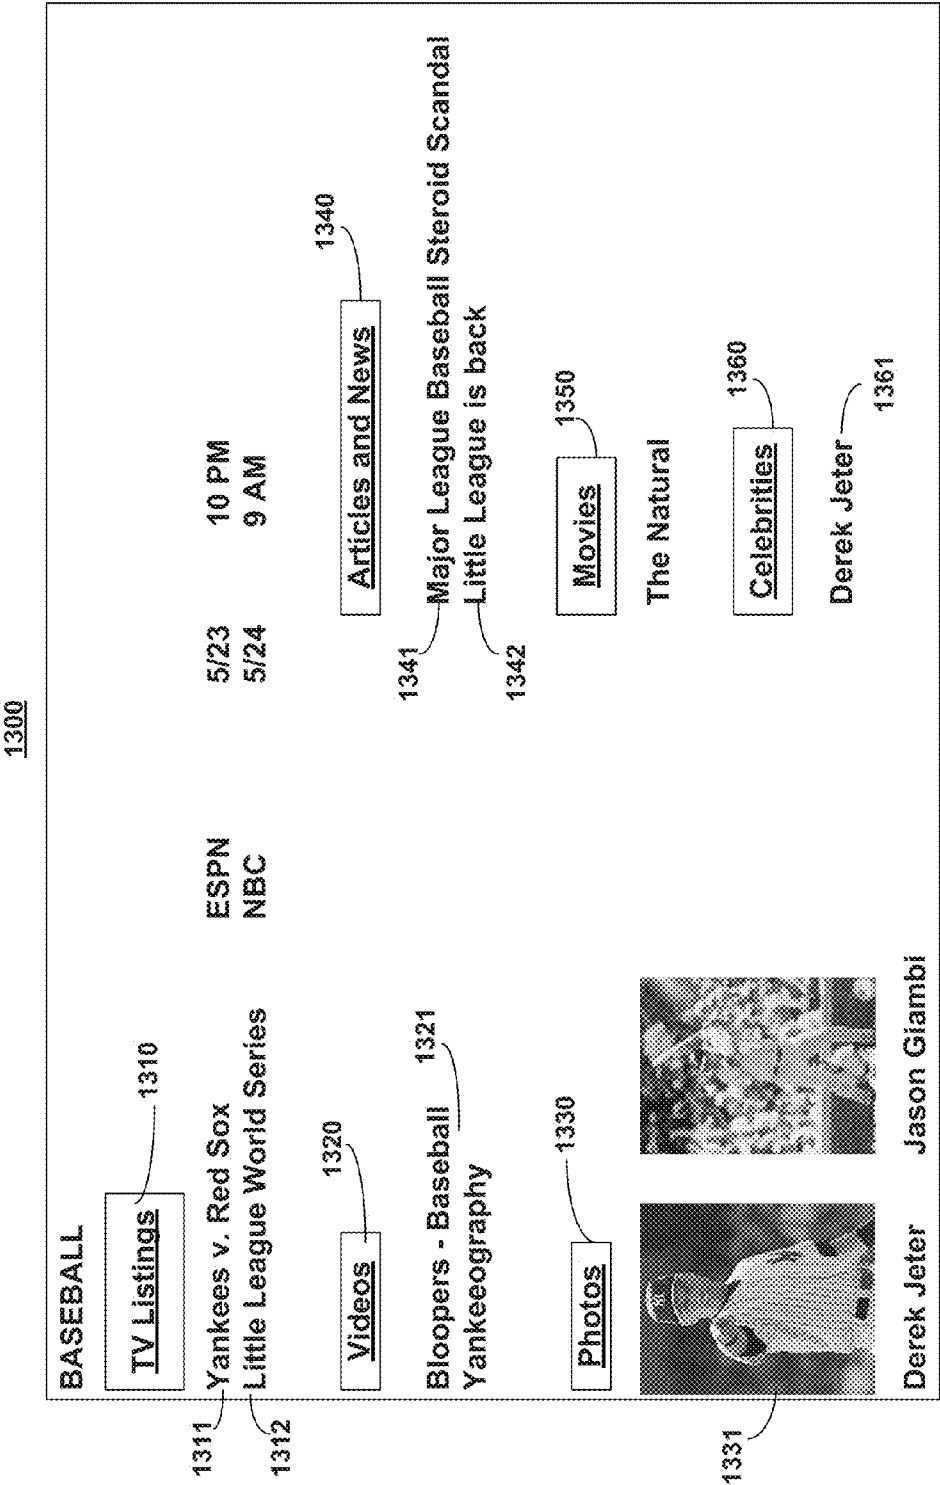 1300
BASEBALL
TV Listings
1310
1311
Yankees v. Red Sox ESPN 5/23 10 PM
Little League World Series NBC 5/24 9 AM
1312
Videos
1320
Bloopers - Baseball
Yankeeography
1321
Photos
1330
1331
Derek Jeter
Jason Giambi
Articles and News
1340
1341
Major League Baseball Steroid Scandal
Little League is back
1342
Movies
1350
The Natural
Celebrities
1360
Derek Jeter
1361